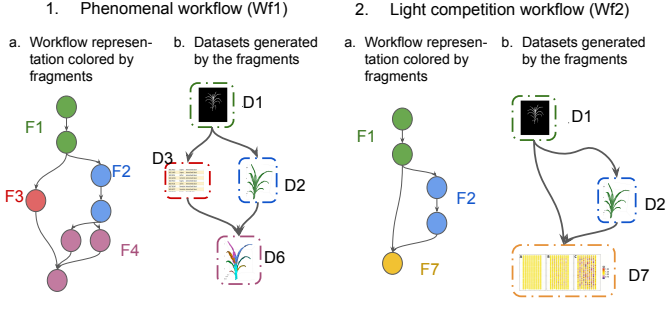 1. Phenomenal workflow (Wf1)
2. Light competition workflow (Wf2)
a. Workflow represen-
tation colored by
fragments
b. Datasets generated
by the fragments
a. Workflow represen-
tation colored by
fragments
b. Datasets generated
by the fragments
F1
F2
F3
F4
D1
D3
D2
D6
F1
F2
F7
D1
D2
D7